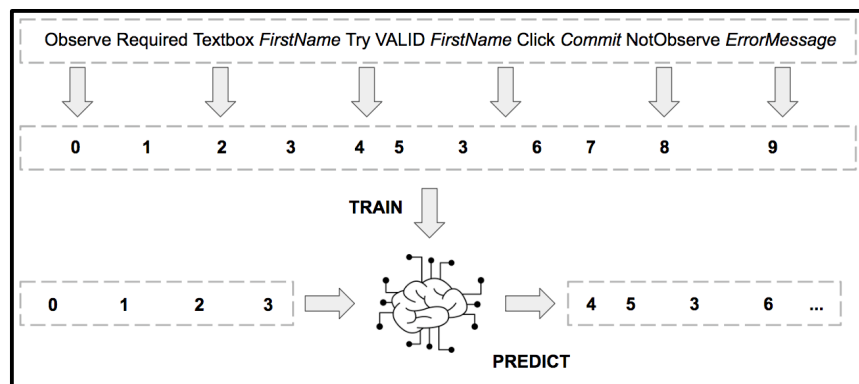 Observe Required Textbox FirstName Try VALID FirstName Click Commit NotObserve ErrorMessage
0 1 2 3 4 5 3 6 7 8 9
TRAIN
0 1 2 3
4 5 3 6 ...
PREDICT